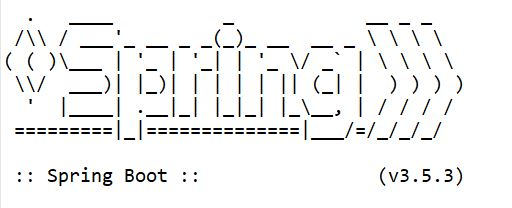 Spring
:: Spring Boot :: (v3.5.3)